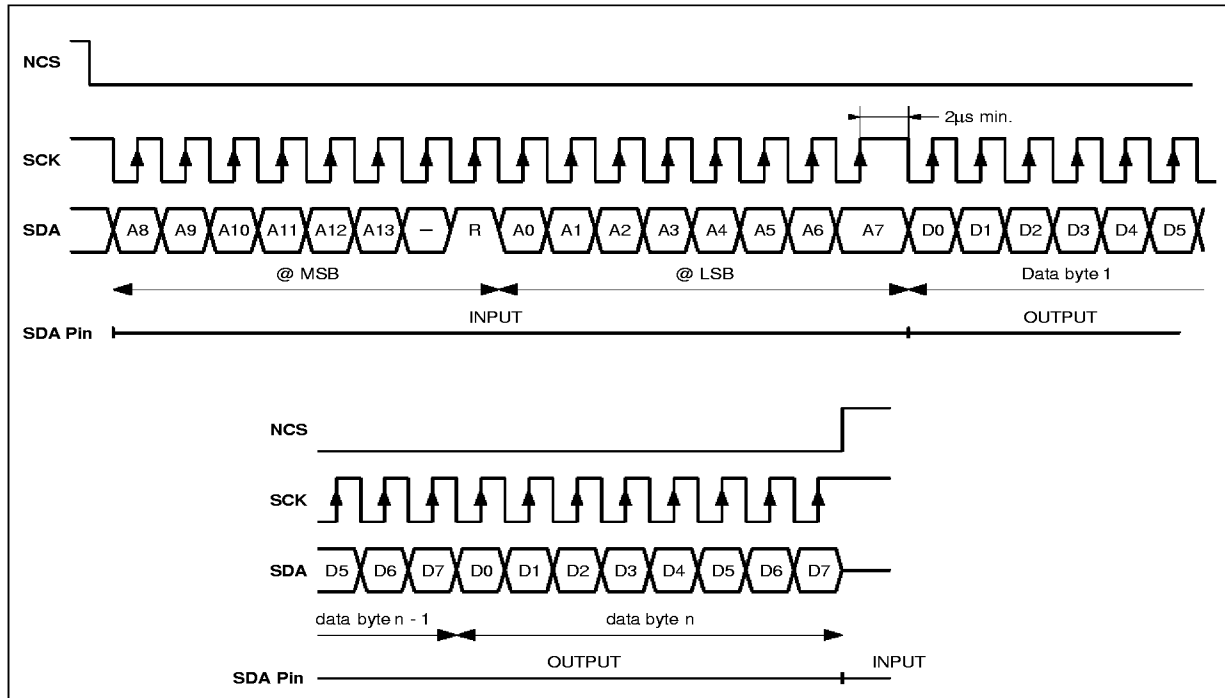 NCS
2µs min.
SCK
SDA A8 A9 A10 A11 A12 A13 – R A0 A1 A2 A3 A4 A5 A6 A7 D0 D1 D2 D3 D4 D5
@ MSB @ LSB Data byte 1
INPUT OUTPUT
SDA Pin
NCS
SCK
SDA D5 D6 D7 D0 D1 D2 D3 D4 D5 D6 D7
data byte n - 1 data byte n
OUTPUT INPUT
SDA Pin